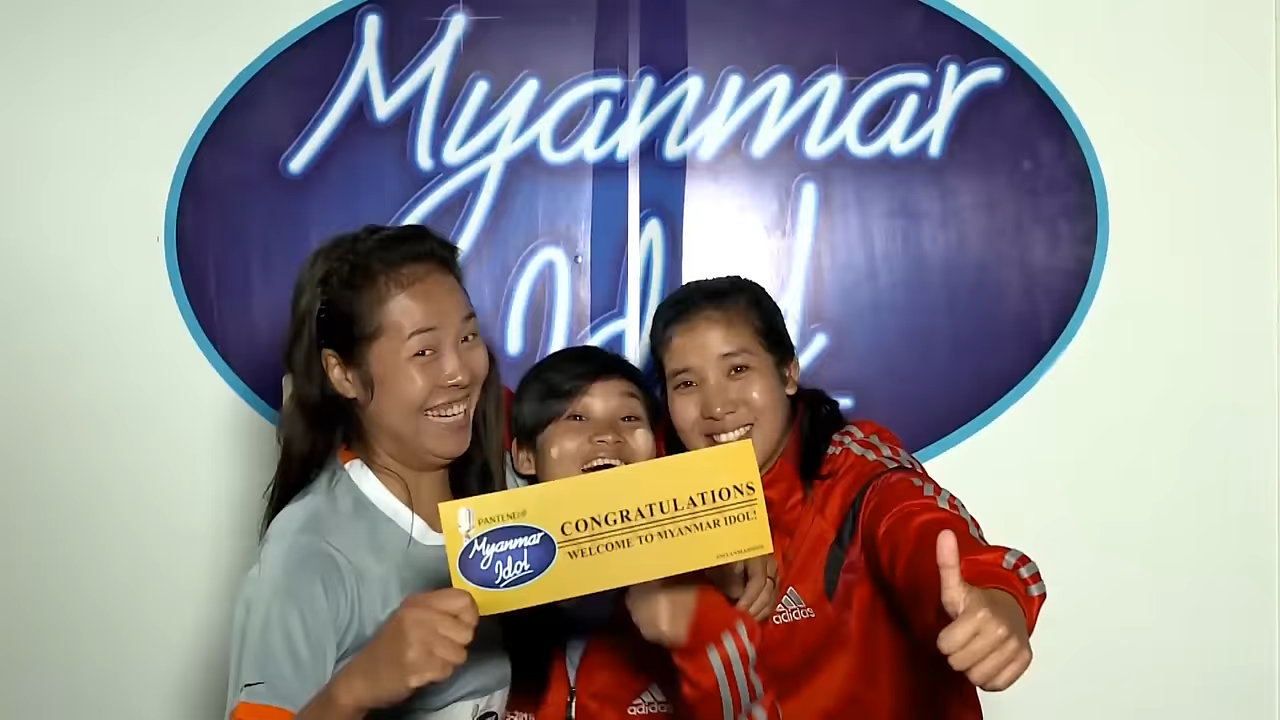 Myanmar
Idol
PANTENE
CONGRATULATIONS
WELCOME TO MYANMAR IDOL!
Myanmar
Idol
adidas
adidas